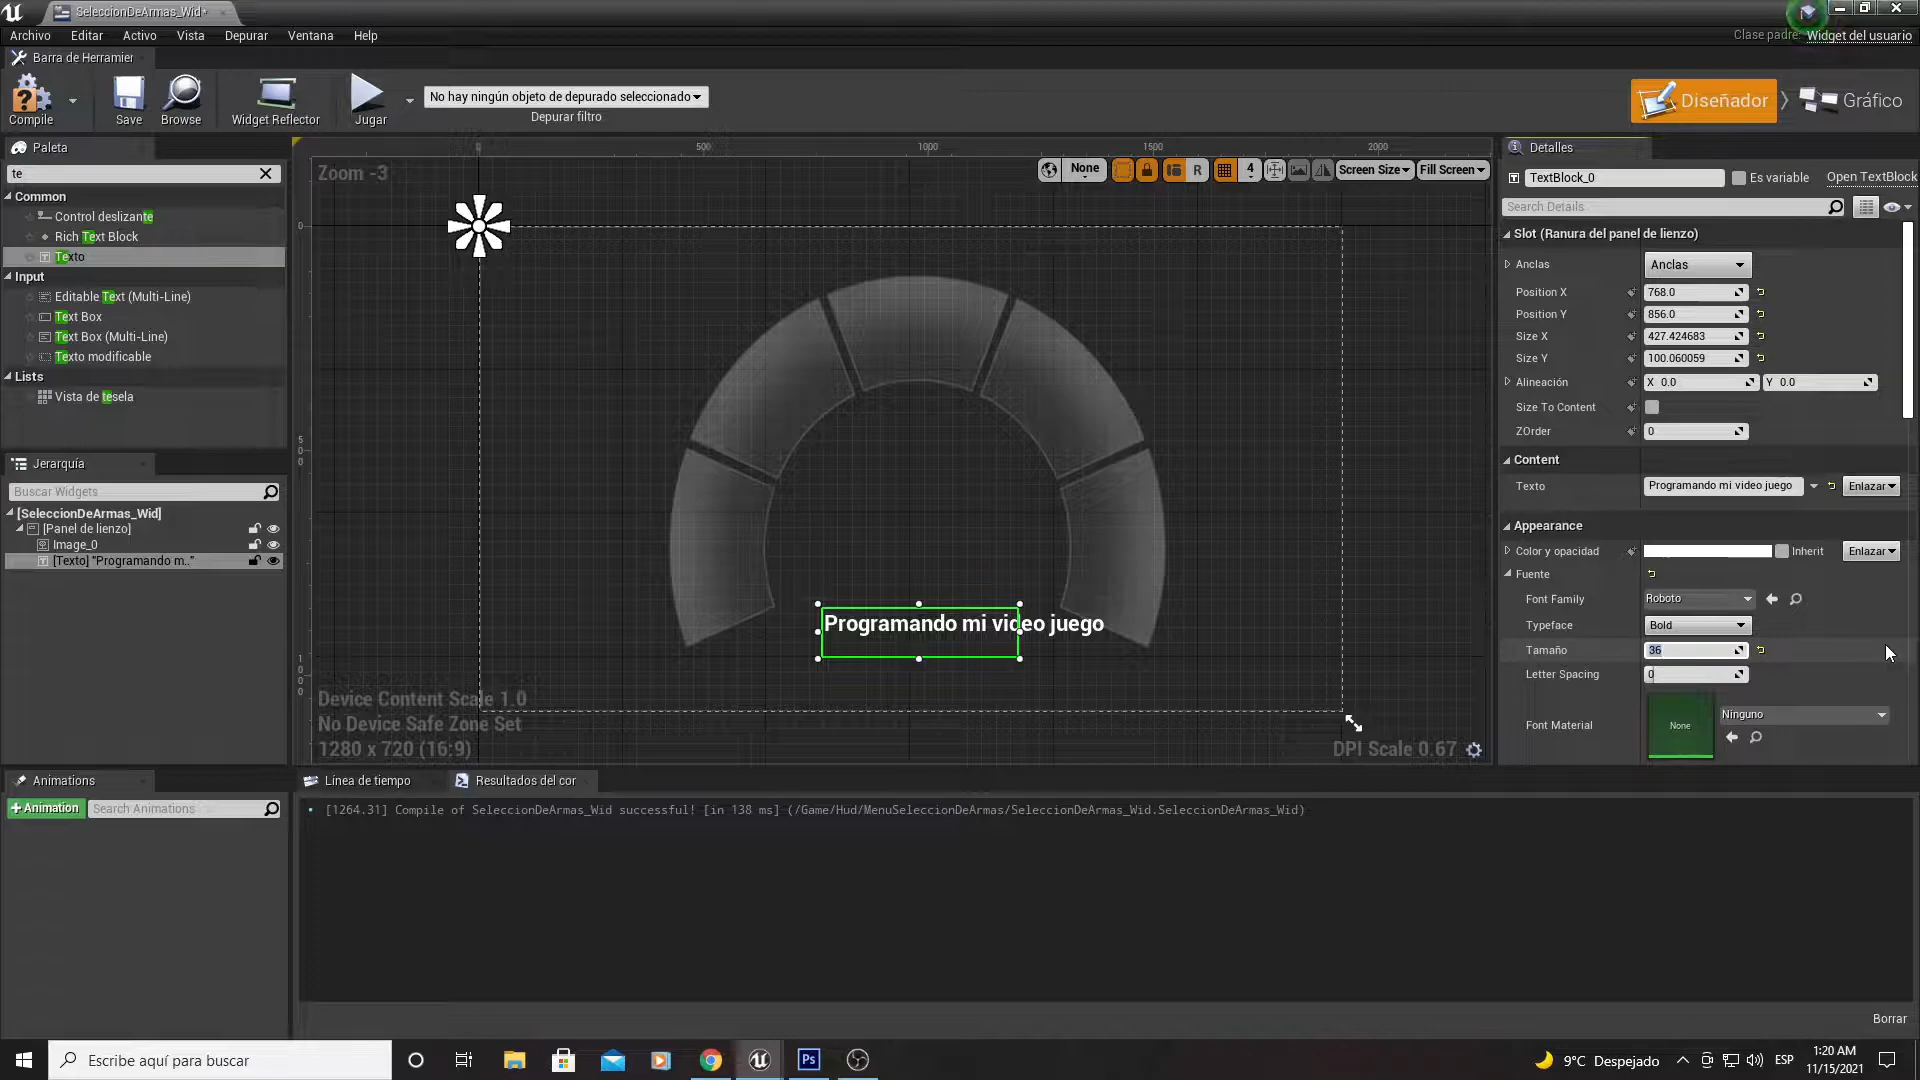 SeleccionDeArmas_Wid*
Archivo
Editar
Activo
Vista
Depurar
Ventana
Help
Clase padre:
Widget del usuario
Barra de Herramier
Compile
Save
Browse
Widget Reflector
Jugar
No hay ningún objeto de depurado seleccionado
Depurar filtro
Diseñador
Gráfico
Paleta
te
Common
Control deslizante
Rich Text Block
Texto
Input
Editable Text (Multi-Line)
Text Box
Text Box (Multi-Line)
Texto modificable
Lists
Vista de tesela
Jerarquía
Buscar Widgets
[SeleccionDeArmas_Wid]
[Panel de lienzo]
Image_0
[Texto] "Programando m.."
Animations
+Animation
Search Animations
0
500
1000
1500
2000
0
500
1000
Zoom -3
None
R
4
Screen Size
Fill Screen
Programando mi video juego
Device Content Scale 1.0
No Device Safe Zone Set
1280 x 720 (16:9)
DPI Scale 0.67
Detalles
TextBlock_0
Es variable
Open TextBlock
Search Details
Slot (Ranura del panel de lienzo)
Anclas
Anclas
Position X
768.0
Position Y
856.0
Size X
427.424683
Size Y
100.060059
Alineación
X 0.0
Y 0.0
Size To Content
ZOrder
0
Content
Texto
Programando mi video juego
Enlazar
Appearance
Color y opacidad
Inherit
Enlazar
Fuente
Font Family
Roboto
Typeface
Bold
Tamaño
36
Letter Spacing
0
Font Material
None
Ninguno
Línea de tiempo
Resultados del cor
[1264.31] Compile of SeleccionDeArmas_Wid successful! [in 138 ms] (/Game/Hud/MenuSeleccionDeArmas/SeleccionDeArmas_Wid.SeleccionDeArmas_Wid)
Borrar
Escribe aquí para buscar
Ps
9°C Despejado
ESP
1:20 AM
11/15/2021